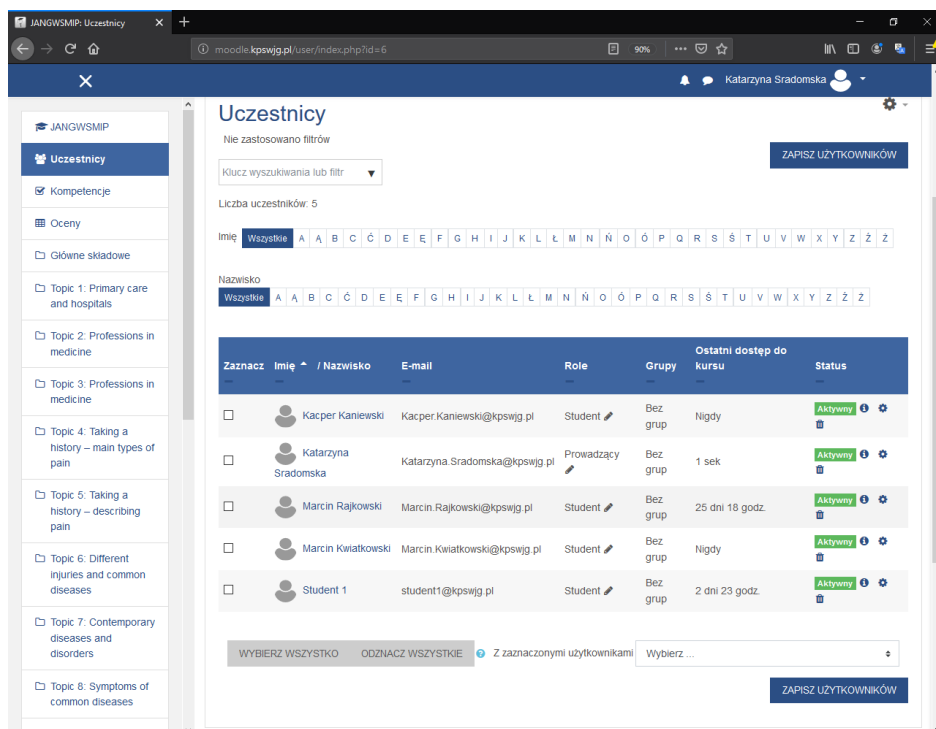 JANGWSMIP: Uczestnicy
moodle.kpswjg.pl/user/index.php?id=6
90%
Katarzyna Sradomska
JANGWSMIP
Uczestnicy
Kompetencje
Oceny
Główne składowe
Topic 1: Primary care
and hospitals
Topic 2: Professions in
medicine
Topic 3: Professions in
medicine
Topic 4: Taking a
history – main types of
pain
Topic 5: Taking a
history – describing
pain
Topic 6: Different
injuries and common
diseases
Topic 7: Contemporary
diseases and
disorders
Topic 8: Symptoms of
common diseases
Uczestnicy
Nie zastosowano filtrów
ZAPISZ UŻYTKOWNIKÓW
Klucz wyszukiwania lub filtr ▼
Liczba uczestników: 5
Imię Wszystkie A Ą B C Ć D E Ę F G H I J K L Ł M N Ń O Ó P Q R S Ś T U V W X Y Z Ź Ż
Nazwisko
Wszystkie A Ą B C Ć D E Ę F G H I J K L Ł M N Ń O Ó P Q R S Ś T U V W X Y Z Ź Ż
Zaznacz Imię / Nazwisko E-mail Role Grupy Ostatni dostęp do kursu Status
Kacper Kaniewski Kacper.Kaniewski@kpswjg.pl Student Bez grup Nigdy Aktywny
Katarzyna Sradomska Katarzyna.Sradomska@kpswjg.pl Prowadzący Bez grup 1 sek Aktywny
Marcin Rajkowski Marcin.Rajkowski@kpswjg.pl Student Bez grup 25 dni 18 godz. Aktywny
Marcin Kwiatkowski Marcin.Kwiatkowski@kpswjg.pl Student Bez grup Nigdy Aktywny
Student 1 student1@kpswjg.pl Student Bez grup 2 dni 23 godz. Aktywny
WYBIERZ WSZYSTKO ODZNACZ WSZYSTKIE Z zaznaczonymi użytkownikami Wybierz ...
ZAPISZ UŻYTKOWNIKÓW